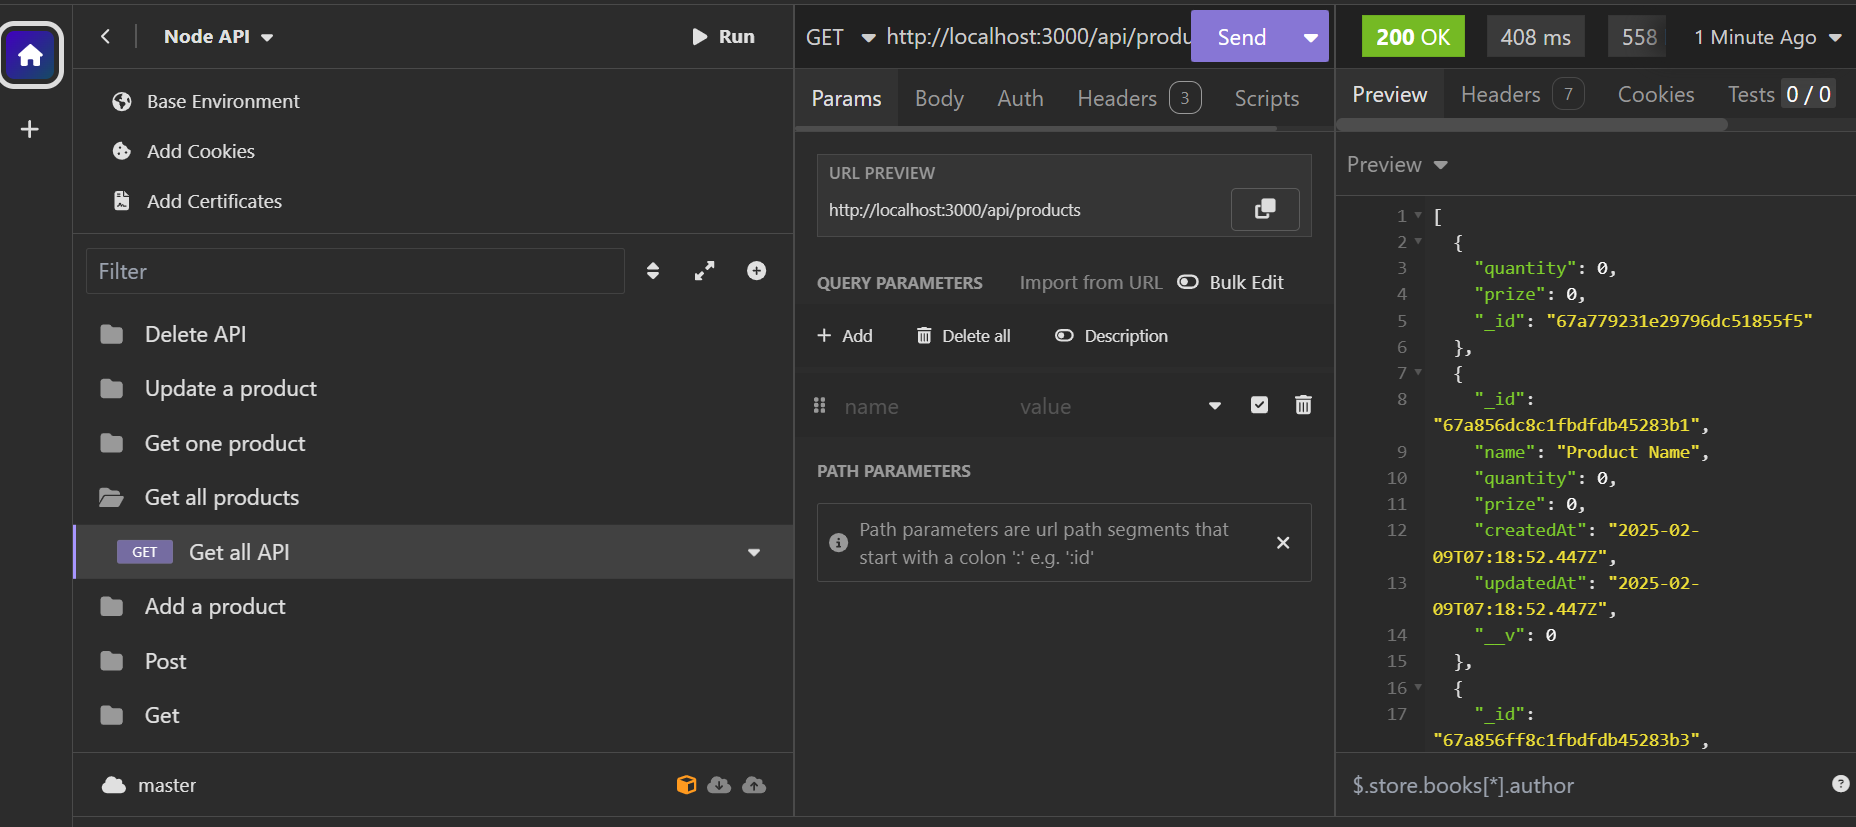 Node API
Run
Base Environment
Add Cookies
Add Certificates
Filter
Delete API
Update a product
Get one product
Get all products
GET Get all API
Add a product
Post
Get
master
GET http://localhost:3000/api/produ
Send
Params Body Auth Headers 3 Scripts
URL PREVIEW
http://localhost:3000/api/products
QUERY PARAMETERS Import from URL Bulk Edit
+ Add Delete all Description
name value
PATH PARAMETERS
Path parameters are url path segments that
start with a colon ':' e.g. ':id'
200 OK 408 ms 558 1 Minute Ago
Preview Headers 7 Cookies Tests 0 / 0
Preview
1 [
2 {
3 "quantity": 0,
4 "prize": 0,
5 "_id": "67a779231e29796dc51855f5"
6 },
7 {
8 "_id":
"67a856dc8c1fbdfdb45283b1",
9 "name": "Product Name",
10 "quantity": 0,
11 "prize": 0,
12 "createdAt": "2025-02-
09T07:18:52.447Z",
13 "updatedAt": "2025-02-
09T07:18:52.447Z",
14 "__v": 0
15 },
16 {
17 "_id":
"67a856ff8c1fbdfdb45283b3",
$.store.books[*].author